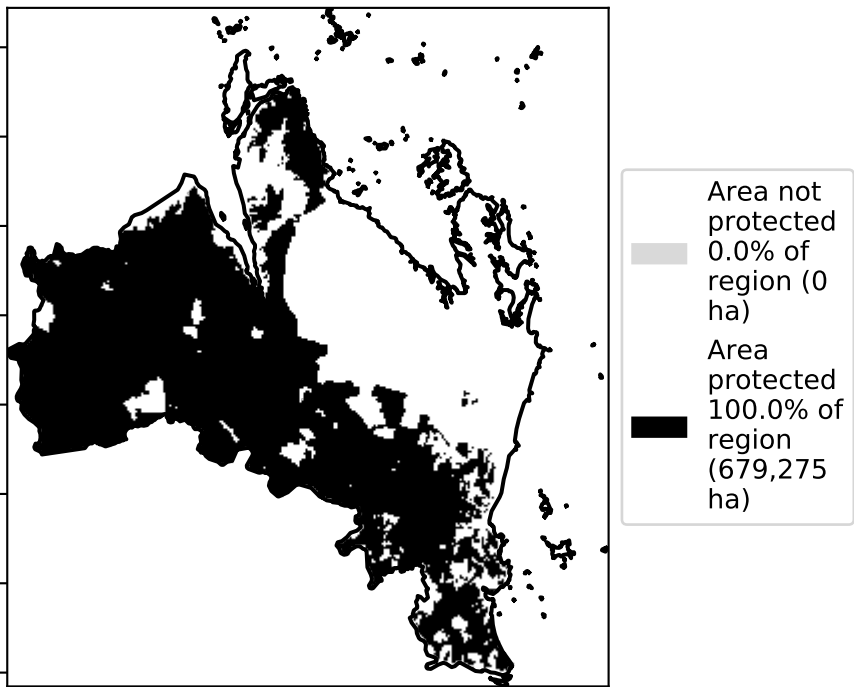 Area not
protected
0.0% of
region (0
ha)
Area
protected
100.0% of
region
(679,275
ha)